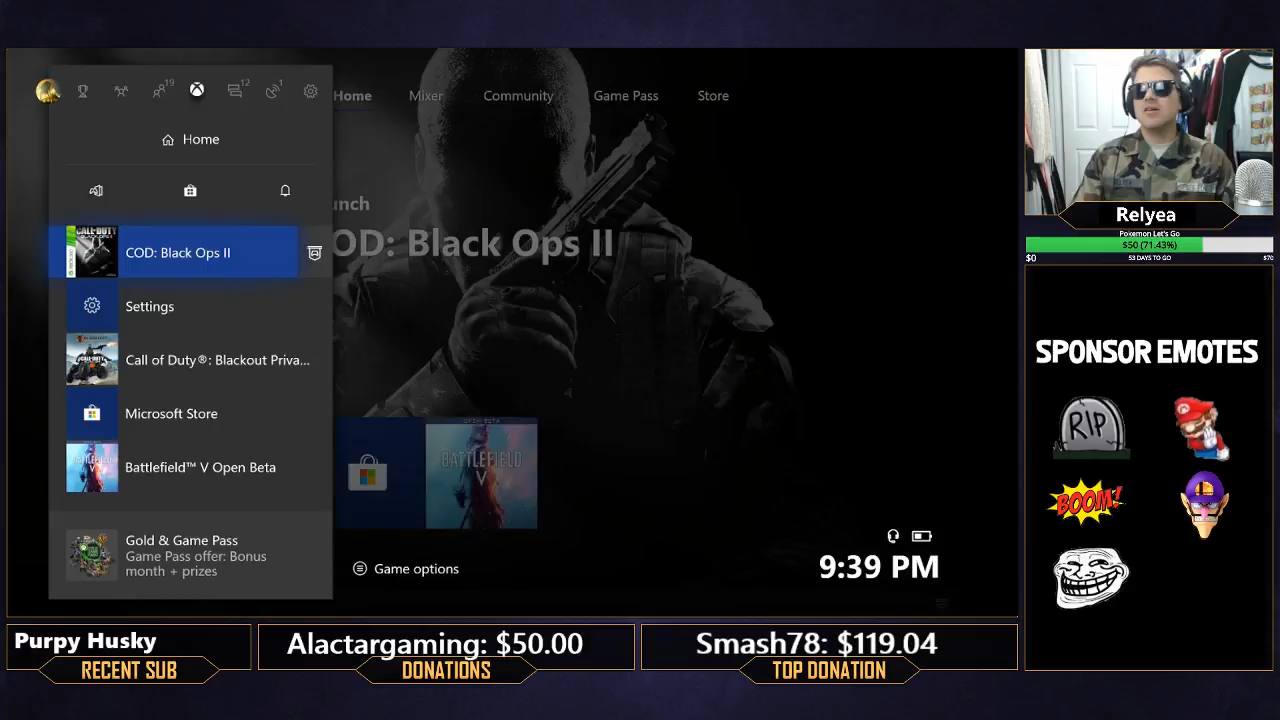 19
12
1
Home
Mixer
Community
Game Pass
Store
Home
unch
COD: Black Ops II
OD: Black Ops II
Settings
Call of Duty®: Blackout Priva...
Microsoft Store
Battlefield™ V Open Beta
BATTLEFIELD
V
Gold & Game Pass
Game Pass offer: Bonus
month + prizes
Game options
9:39 PM
Relyea
Pokemon Let's Go
$50 (71.43%)
$0
53 DAYS TO GO
$70
SPONSOR EMOTES
RIP
BOOM!
Purpy Husky
RECENT SUB
Alactargaming: $50.00
DONATIONS
Smash78: $119.04
TOP DONATION